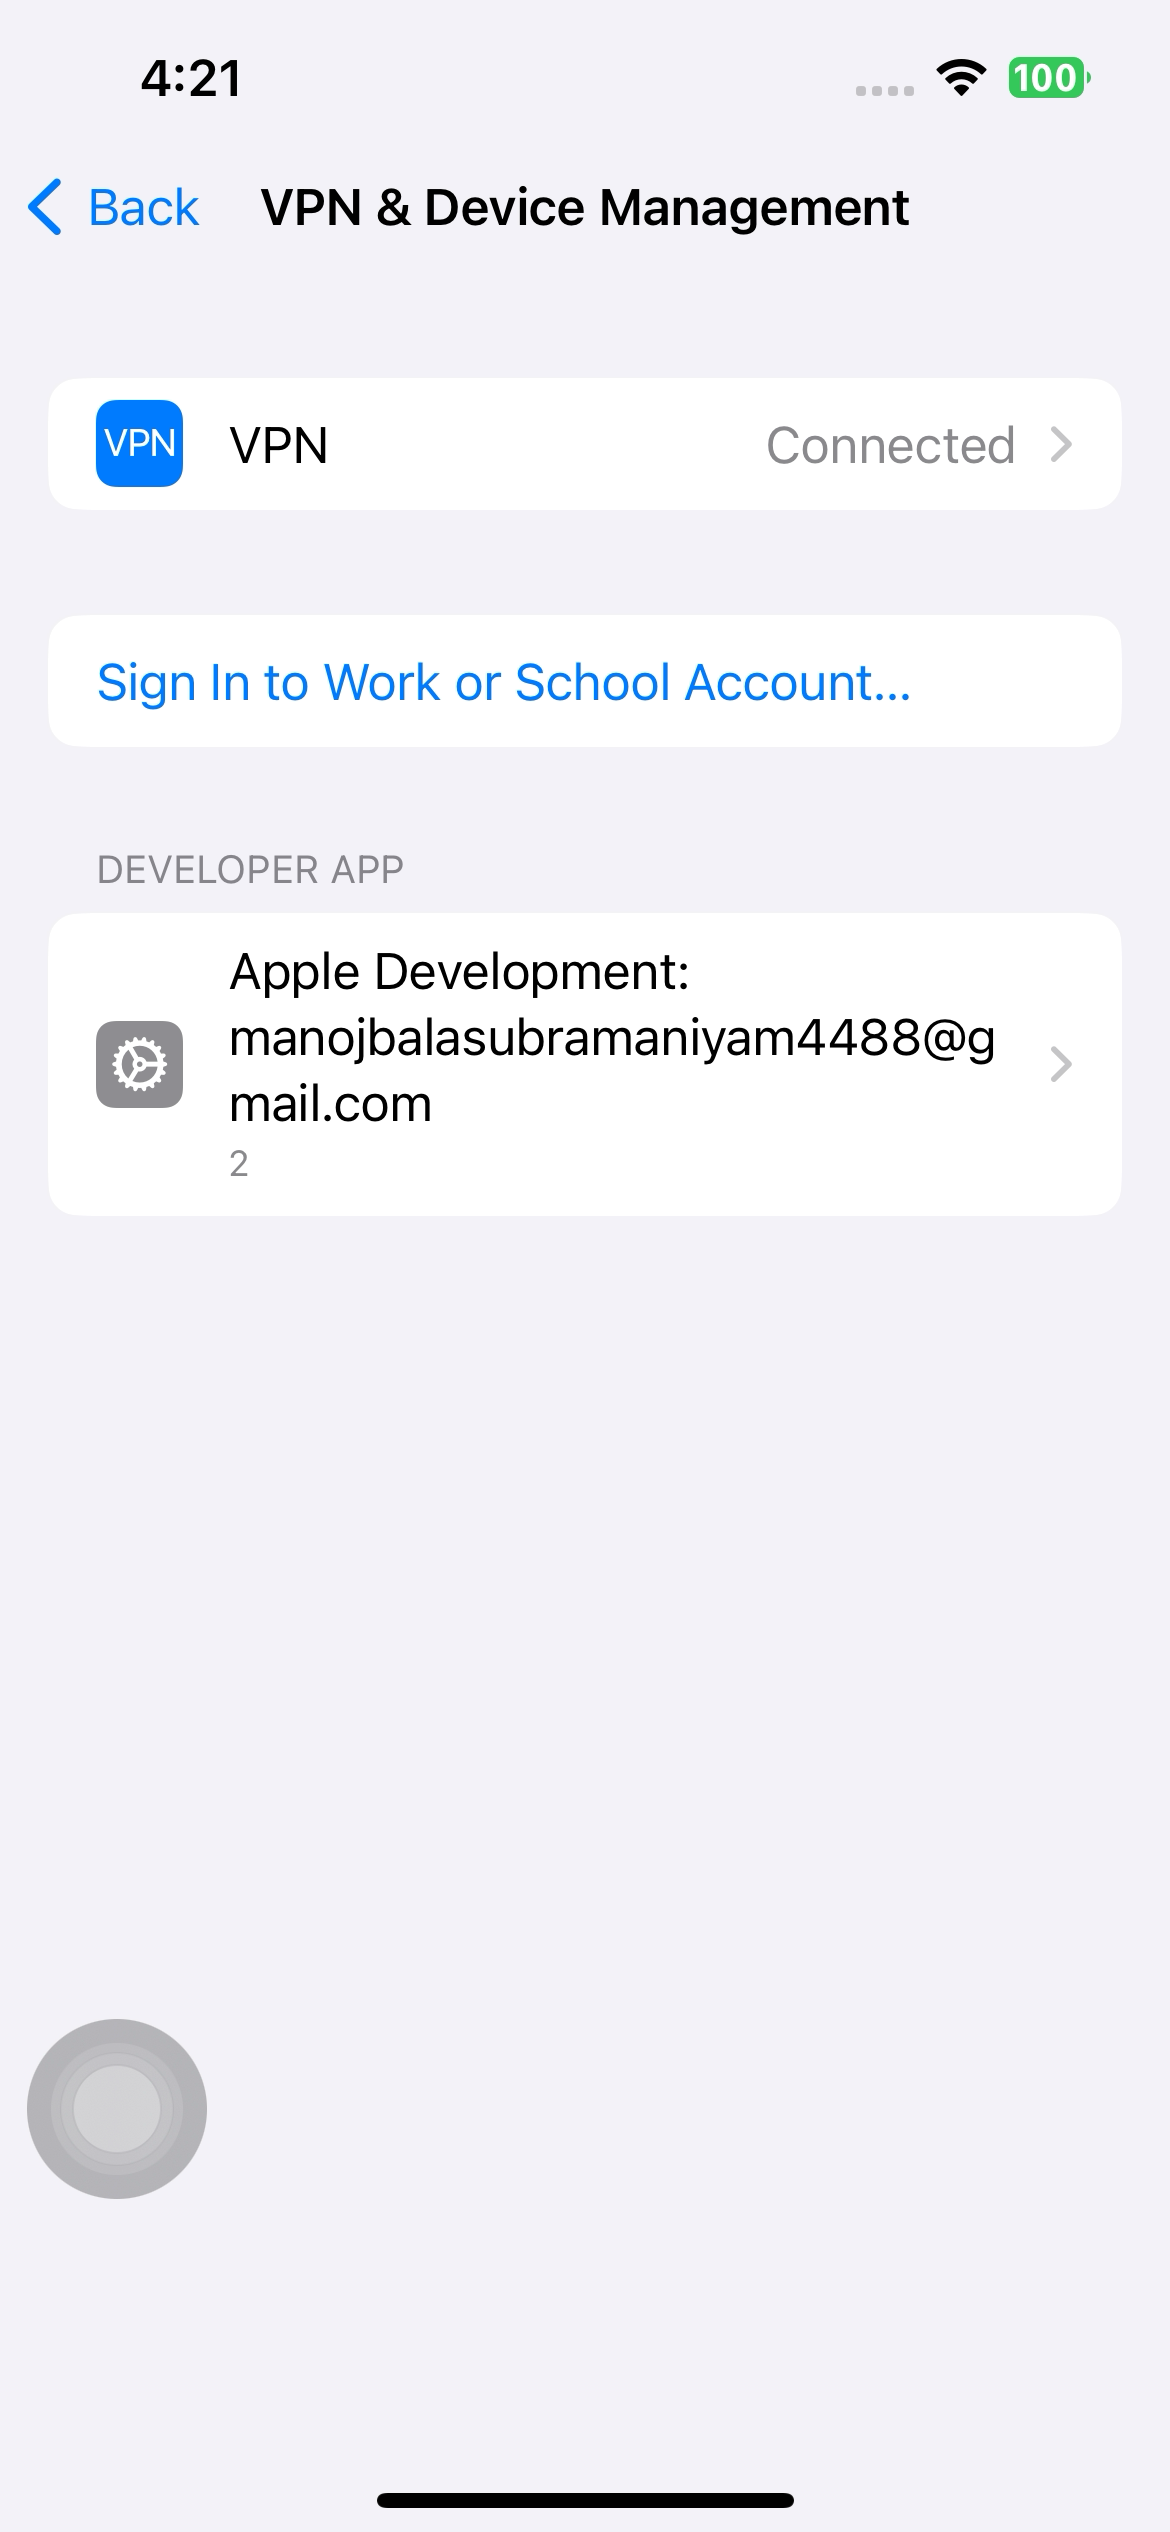 4:21
100
Back
VPN & Device Management
VPN
VPN
Connected
Sign In to Work or School Account...
DEVELOPER APP
Apple Development:
manojbalasubramaniyam4488@g
mail.com
2